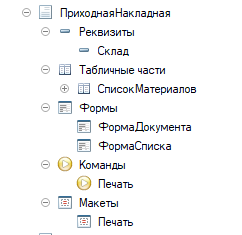 ПриходнаяНакладная
Реквизиты
Склад
Табличные части
СписокМатериалов
Формы
ФормаДокумента
ФормаСписка
Команды
Печать
Макеты
Печать